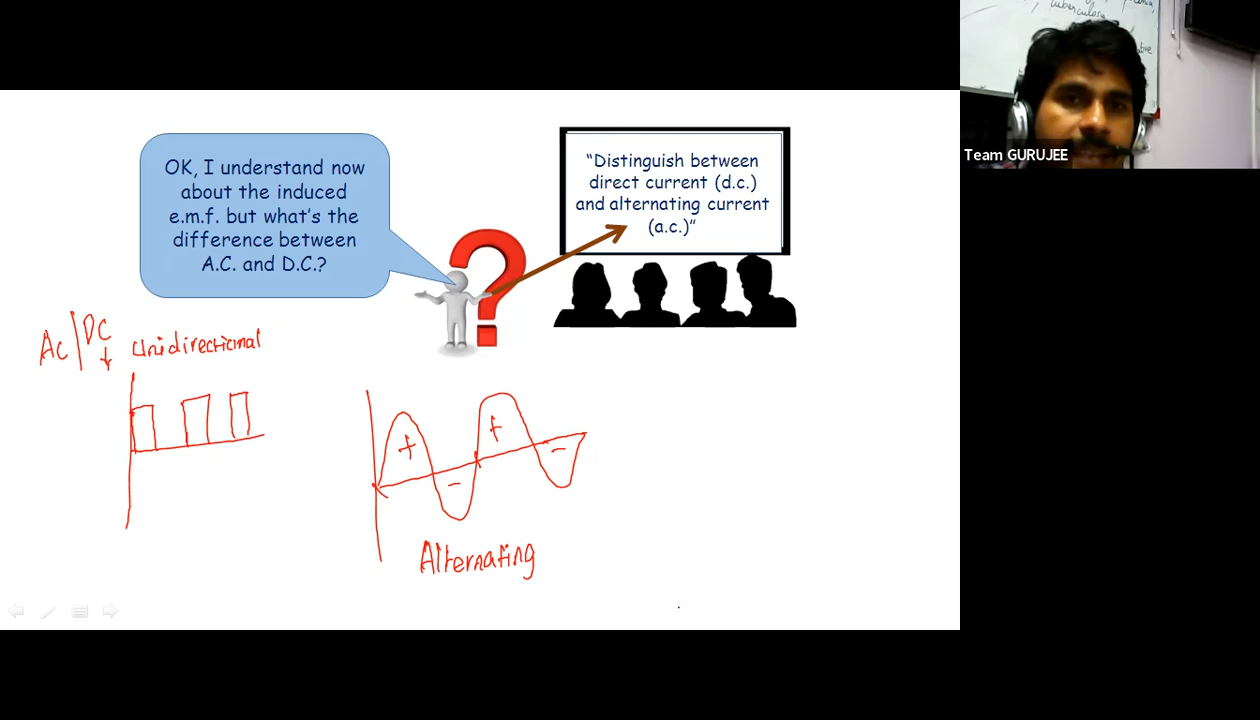 tuberculosis
OK, I understand now
about the induced
e.m.f. but what's the
difference between
A.C. and D.C.?
"Distinguish between
direct current (d.c.)
and alternating current
(a.c.)"
Team GURUJEE
AC | DC
Unidirectional
+
-
+
-
Alternating